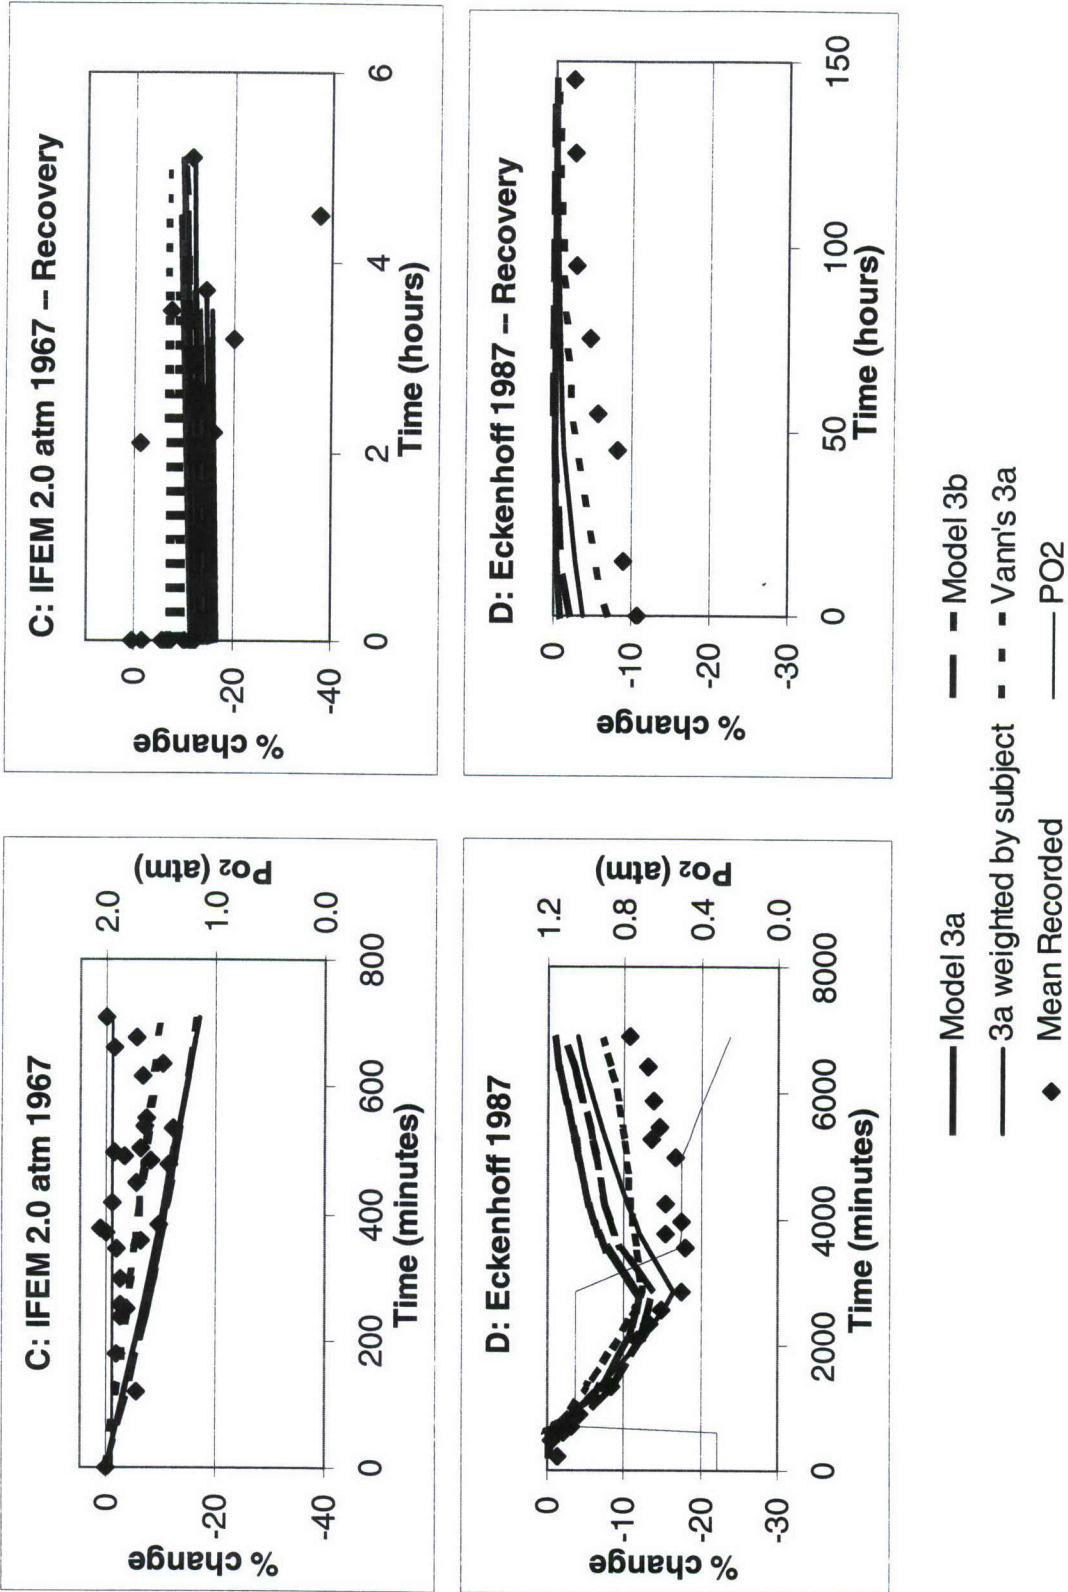 C: IFEM 2.0 atm 1967
% change
0
-20
-40
0
200
400
600
800
Time (minutes)
2.0
1.0
0.0
PO2 (atm)
C: IFEM 2.0 atm 1967 -- Recovery
% change
0
-20
-40
0
2
4
6
Time (hours)
D: Eckenhoff 1987
% change
0
-10
-20
-30
0
2000
4000
6000
8000
Time (minutes)
1.2
0.8
0.4
0.0
PO2 (atm)
D: Eckenhoff 1987 -- Recovery
% change
0
-10
-20
-30
0
50
100
150
Time (hours)
Model 3a
Model 3b
3a weighted by subject
Vann's 3a
Mean Recorded
PO2